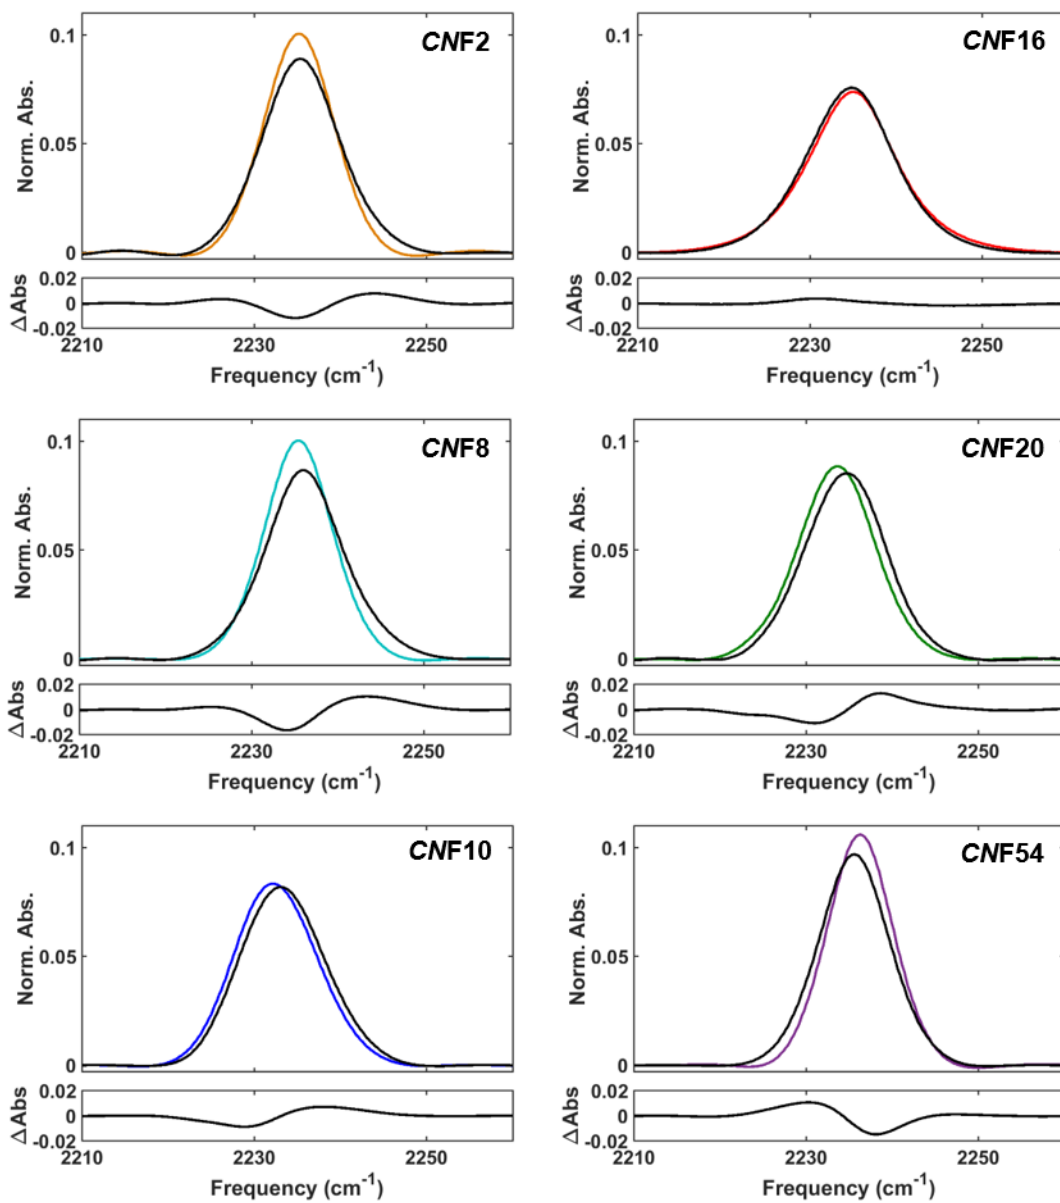 CNF2
0.1
0.05
0
Norm. Abs.
0.02
0
-0.02
ΔAbs
2210 2230 2250
Frequency (cm-1)
CNF16
0.1
0.05
0
Norm. Abs.
0.02
0
-0.02
ΔAbs
2210 2230 2250
Frequency (cm-1)
CNF8
0.1
0.05
0
Norm. Abs.
0.02
0
-0.02
ΔAbs
2210 2230 2250
Frequency (cm-1)
CNF20
0.1
0.05
0
Norm. Abs.
0.02
0
-0.02
ΔAbs
2210 2230 2250
Frequency (cm-1)
CNF10
0.1
0.05
0
Norm. Abs.
0.02
0
-0.02
ΔAbs
2210 2230 2250
Frequency (cm-1)
CNF54
0.1
0.05
0
Norm. Abs.
0.02
0
-0.02
ΔAbs
2210 2230 2250
Frequency (cm-1)